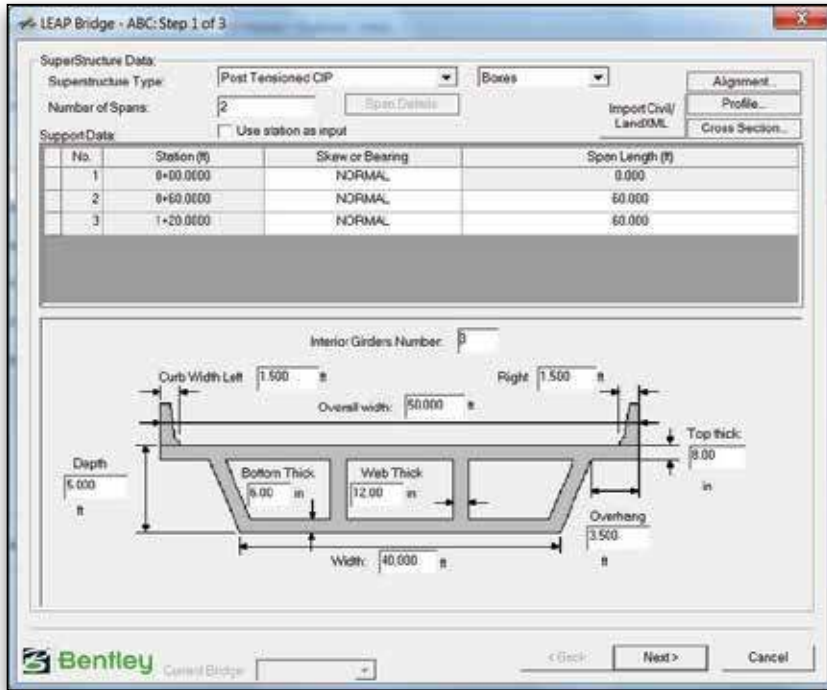 LEAP Bridge - ABC: Step 1 of 3
SuperStructure Data:
Superstructure Type: Post Tensioned CIP Boxes Alignment...
Number of Spans: 2 Span Details Import Civil/ LandXML Profile...
Use station as input Cross Section...
Support Data:
No. Station (ft) Skew or Bearing Span Length (ft)
1 0+00.0000 NORMAL 0.000
2 0+60.0000 NORMAL 60.000
3 1+20.0000 NORMAL 60.000
Interior Girders Number: 3
Curb Width Left 1.500 ft Right 1.500 ft
Overall width: 50.000 ft
Top thick:
8.00
in
Depth
5.000
ft
Bottom Thick
6.00 in
Web Thick
12.00 in
Overhang
3.500
ft
Width: 40.000 ft
Bentley Current Bridge: < Back Next > Cancel